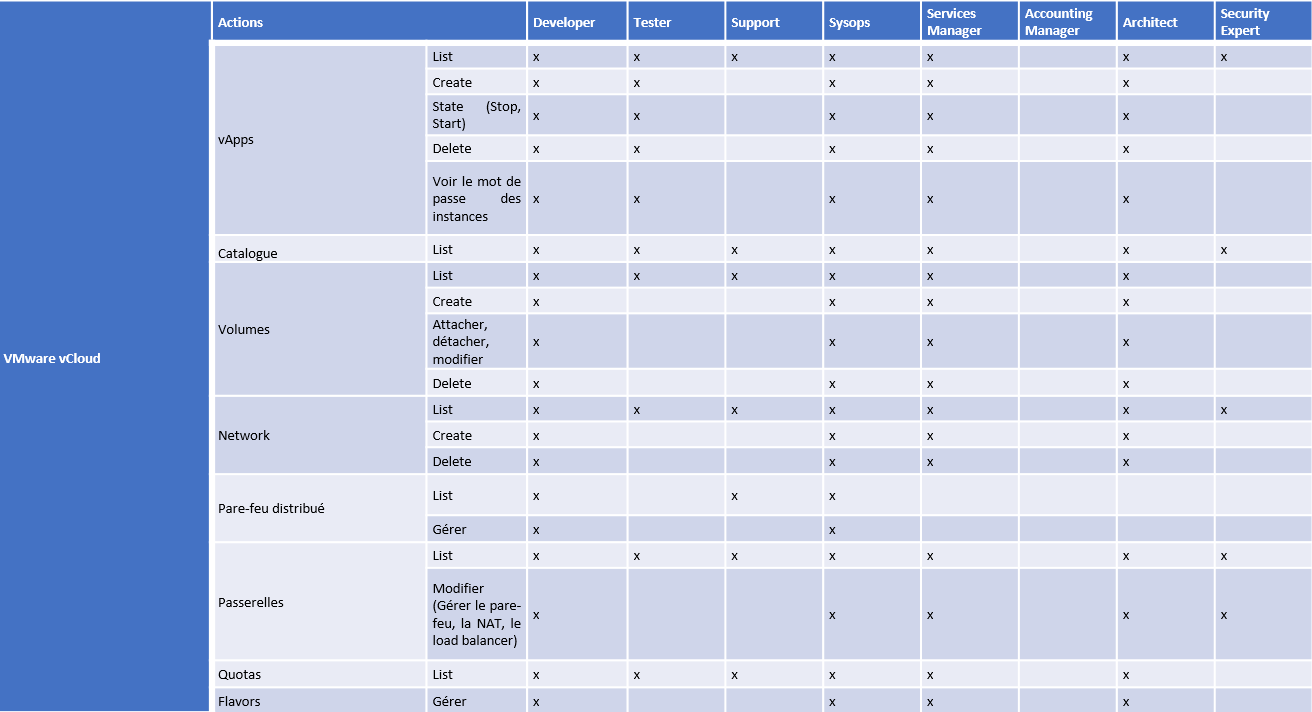 Actions Developer Tester Support Sysops Services Manager Accounting Manager Architect Security Expert
VMware vCloud
vApps
List x x x x x x x
Create x x x x x
State (Stop, Start) x x x x x
Delete x x x x x
Voir le mot de passe des instances x x x x x
Catalogue List x x x x x x x
Volumes
List x x x x x x
Create x x x x
Attacher, détacher, modifier x x x x
Delete x x x x
Network
List x x x x x x x
Create x x x x
Delete x x x x
Pare-feu distribué
List x x x
Gérer x x
Passerelles
List x x x x x x x
Modifier (Gérer le pare-feu, la NAT, le load balancer) x x x x x
Quotas List x x x x x x
Flavors Gérer x x x x